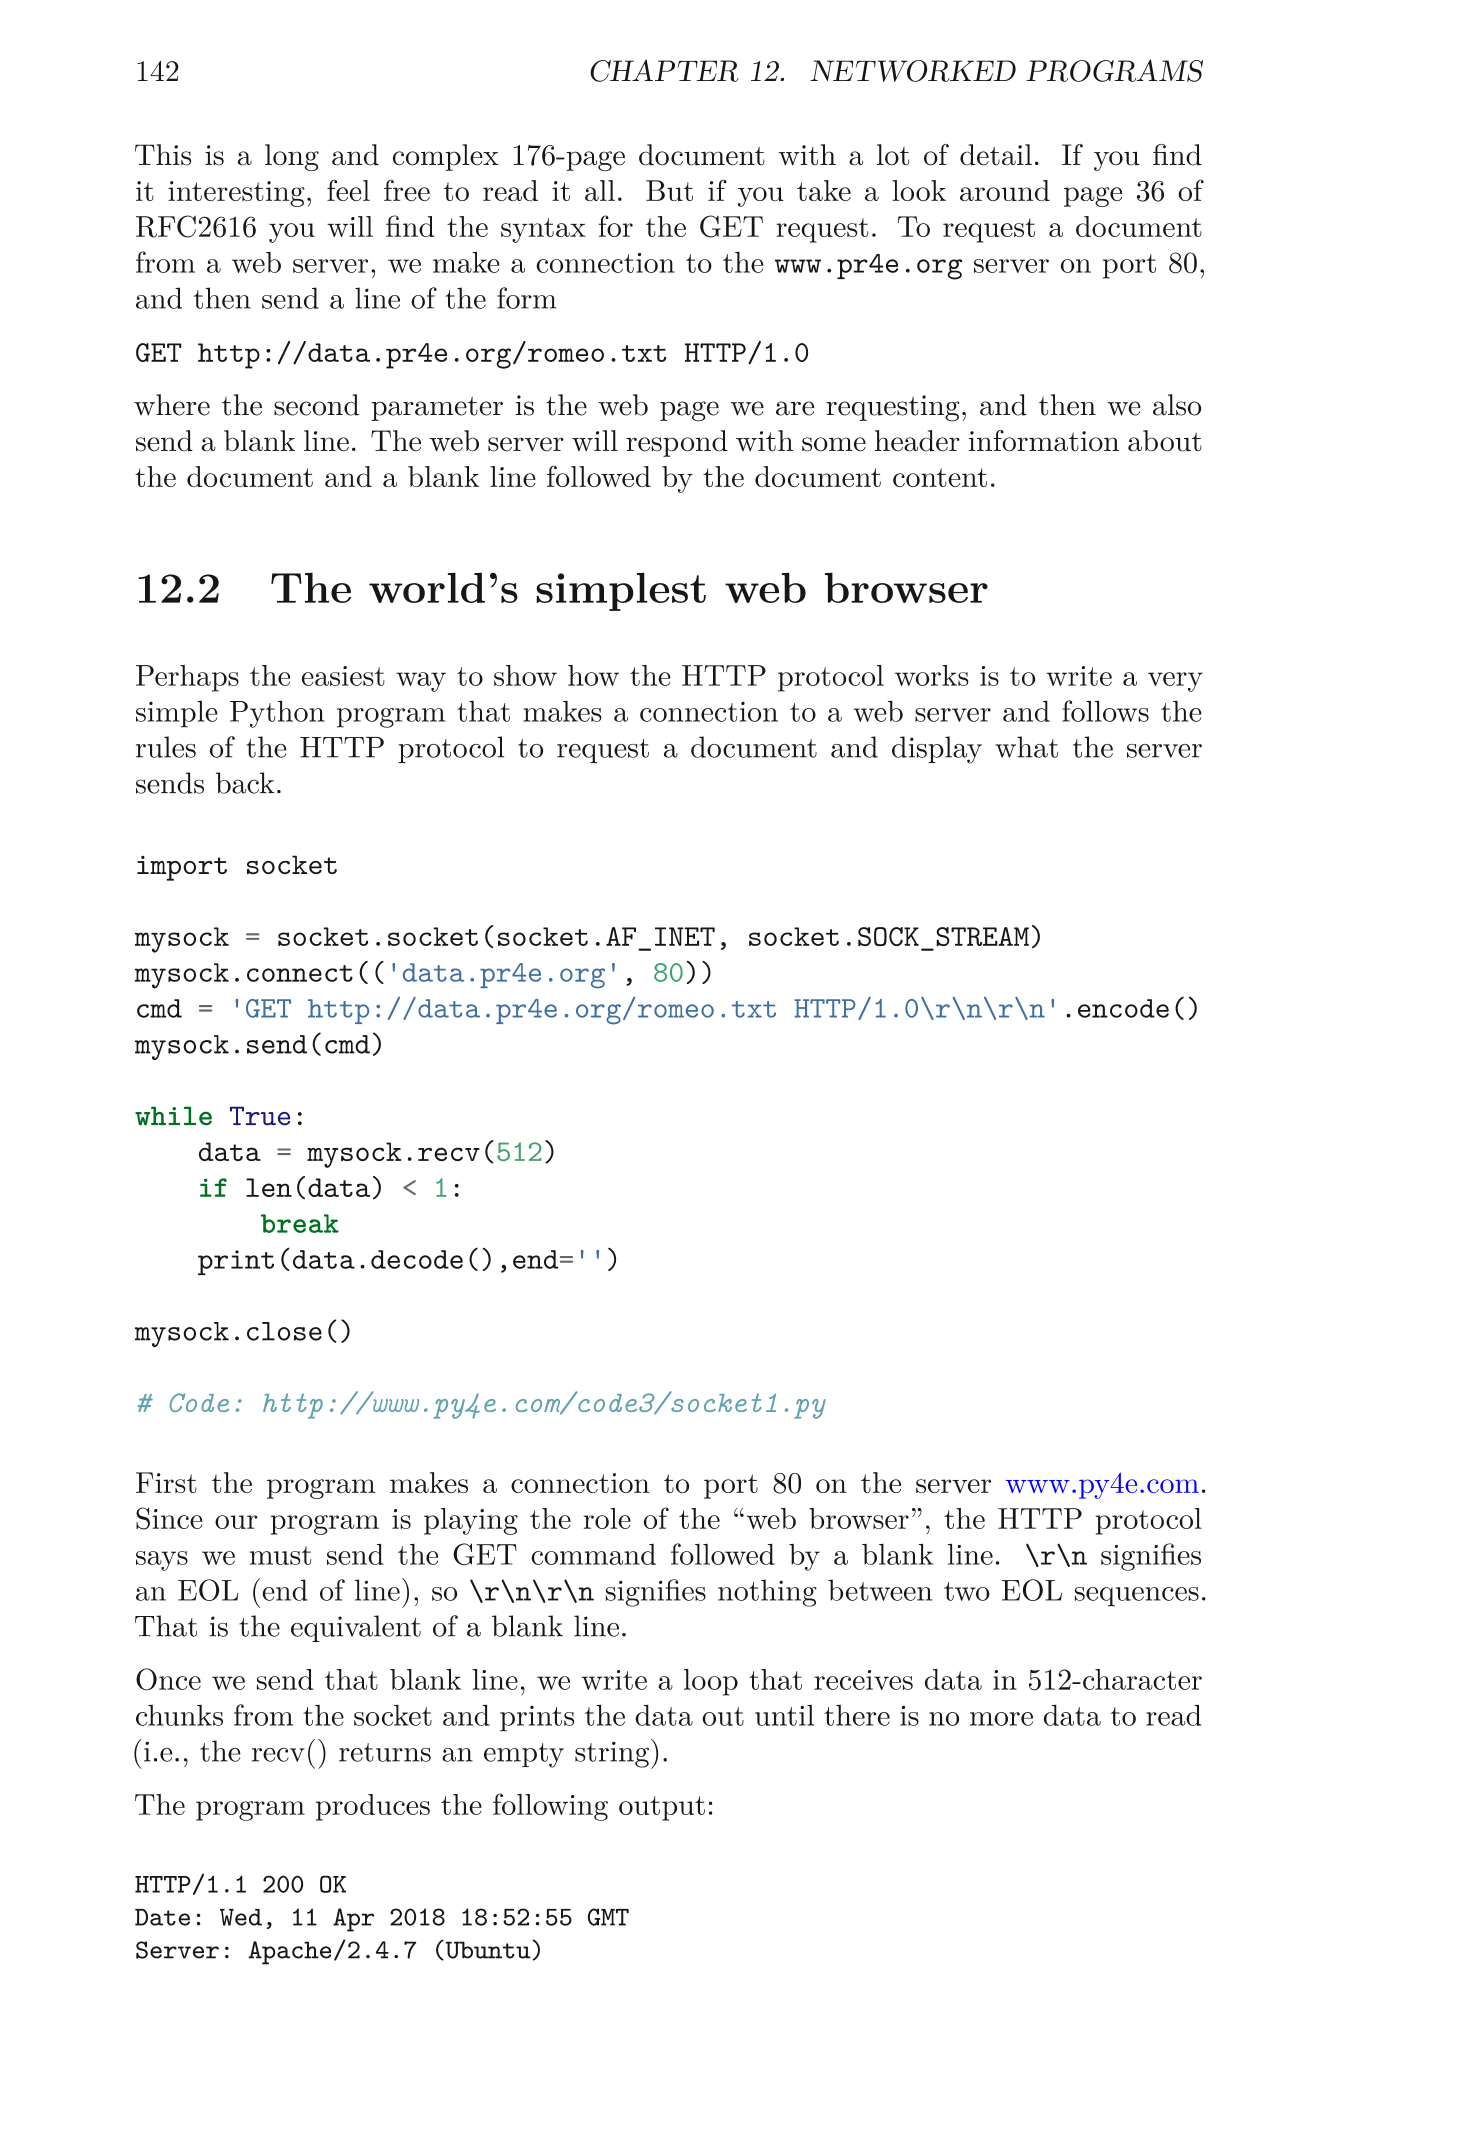 142 CHAPTER 12. NETWORKED PROGRAMS
This is a long and complex 176-page document with a lot of detail. If you find
it interesting, feel free to read it all. But if you take a look around page 36 of
RFC2616 you will find the syntax for the GET request. To request a document
from a web server, we make a connection to the www.pr4e.org server on port 80,
and then send a line of the form
GET http://data.pr4e.org/romeo.txt HTTP/1.0
where the second parameter is the web page we are requesting, and then we also
send a blank line. The web server will respond with some header information about
the document and a blank line followed by the document content.
12.2 The world’s simplest web browser
Perhaps the easiest way to show how the HTTP protocol works is to write a very
simple Python program that makes a connection to a web server and follows the
rules of the HTTP protocol to request a document and display what the server
sends back.
import socket
mysock = socket.socket(socket.AF_INET, socket.SOCK_STREAM)
mysock.connect(('data.pr4e.org', 80))
cmd = 'GET http://data.pr4e.org/romeo.txt HTTP/1.0\r\n\r\n'.encode()
mysock.send(cmd)
while True:
    data = mysock.recv(512)
    if len(data) < 1:
        break
    print(data.decode(),end='')
mysock.close()
# Code: http://www.py4e.com/code3/socket1.py
First the program makes a connection to port 80 on the server www.py4e.com.
Since our program is playing the role of the “web browser”, the HTTP protocol
says we must send the GET command followed by a blank line. \r\n signifies
an EOL (end of line), so \r\n\r\n signifies nothing between two EOL sequences.
That is the equivalent of a blank line.
Once we send that blank line, we write a loop that receives data in 512-character
chunks from the socket and prints the data out until there is no more data to read
(i.e., the recv() returns an empty string).
The program produces the following output:
HTTP/1.1 200 OK
Date: Wed, 11 Apr 2018 18:52:55 GMT
Server: Apache/2.4.7 (Ubuntu)